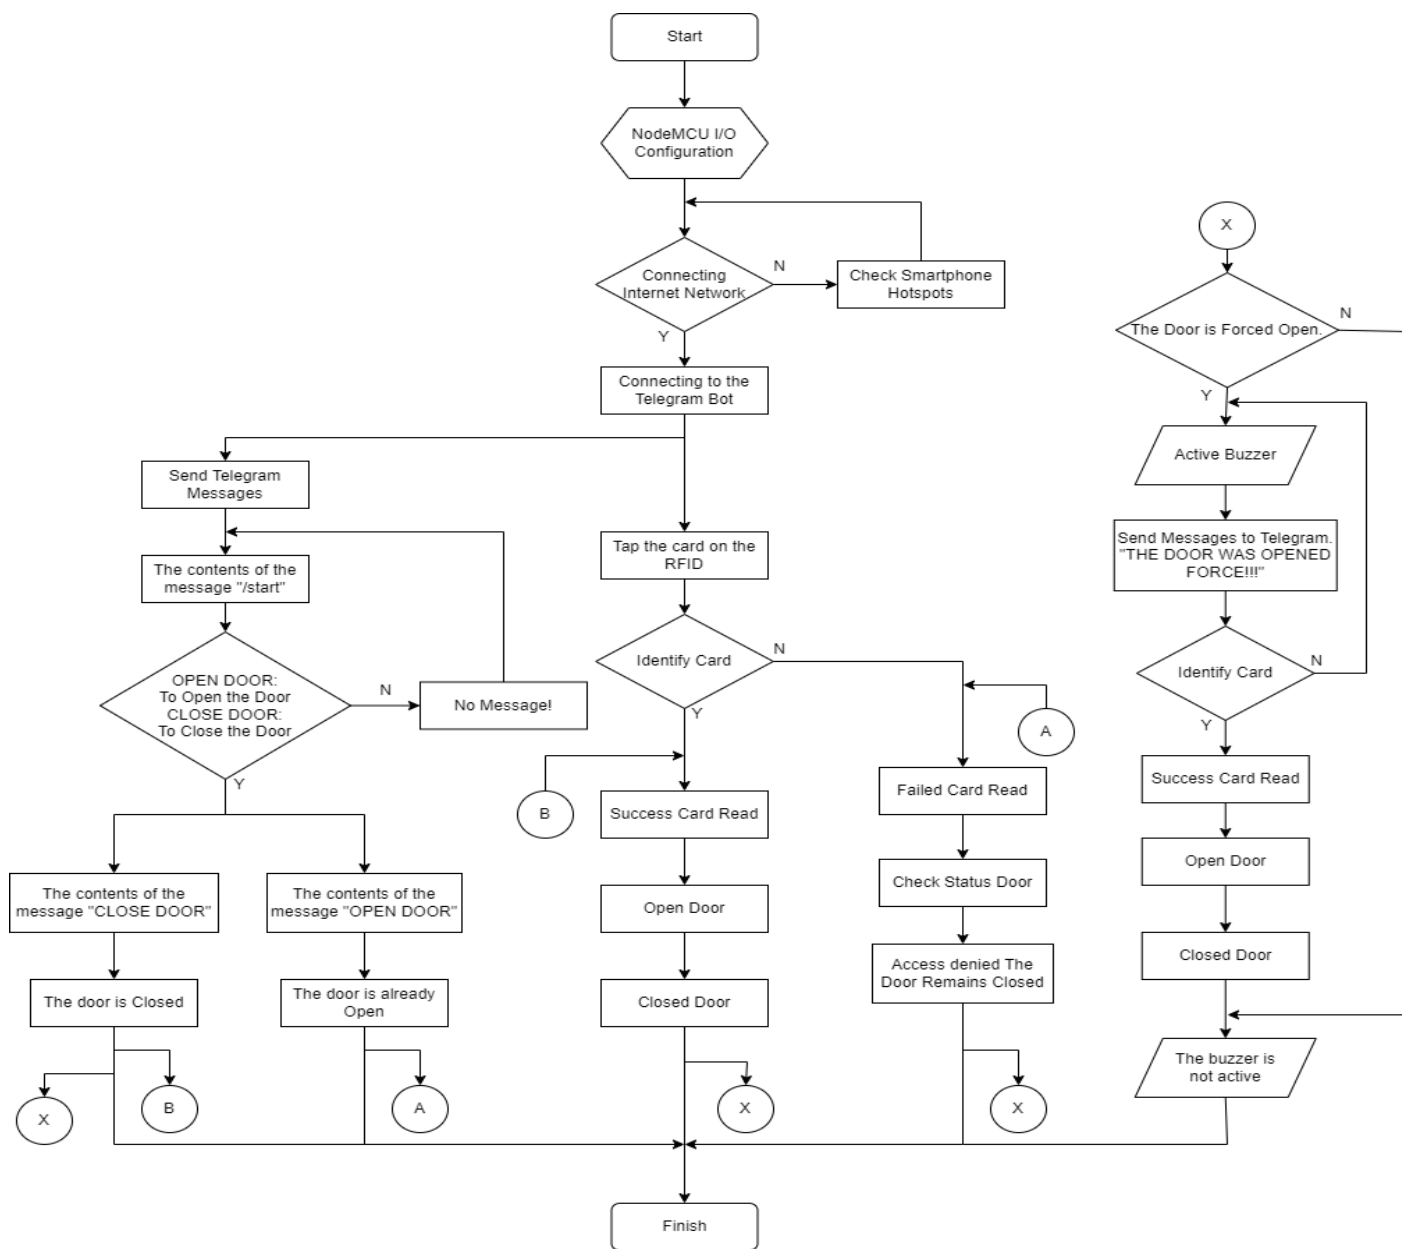 Start
NodeMCU I/O
Configuration
Connecting
Internet Network
N
Check Smartphone
Hotspots
Y
Connecting to the
Telegram Bot
Send Telegram
Messages
The contents of the
message "/start"
OPEN DOOR:
To Open the Door
CLOSE DOOR:
To Close the Door
N
No Message!
Y
The contents of the
message "CLOSE DOOR"
The door is Closed
X
B
The contents of the
message "OPEN DOOR"
The door is already
Open
A
Tap the card on the
RFID
Identify Card
N
Y
B
Success Card Read
Open Door
Closed Door
X
A
Failed Card Read
Check Status Door
Access denied The
Door Remains Closed
X
X
The Door is Forced Open.
N
Y
Active Buzzer
Send Messages to Telegram.
"THE DOOR WAS OPENED
FORCE!!!"
Identify Card
N
Y
Success Card Read
Open Door
Closed Door
The buzzer is
not active
Finish